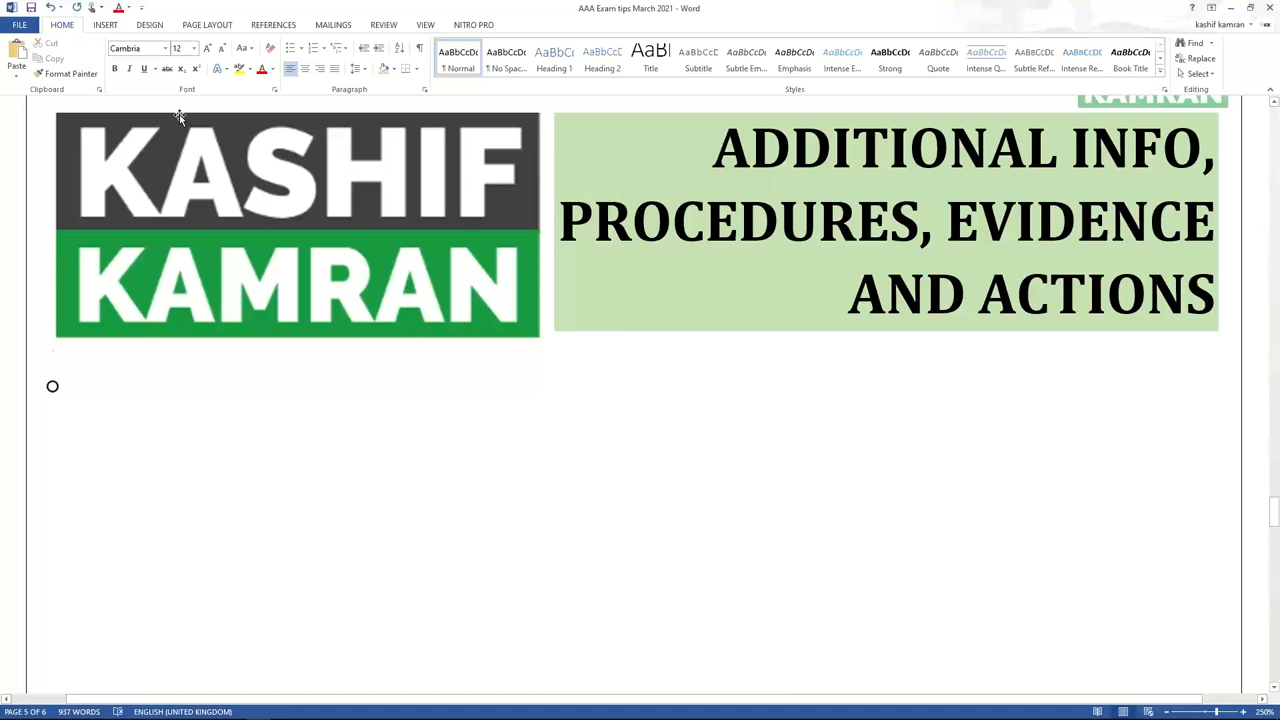 AAA Exam tips March 2021 - Word
FILE HOME INSERT DESIGN PAGE LAYOUT REFERENCES MAILINGS REVIEW VIEW NITRO PRO
kashif kamran
Paste
Cut
Copy
Format Painter
Clipboard
Cambria 12
Font
Paragraph
AaBbCcDc AaBbCcDc AaBbC AaBbCc AaBl AaBbCcD AaBbCcDc AaBbCcDc AaBbCcDc AaBbCcDc AaBbCcDc AaBbCcDc AaBbCcDc AaBbCcDc AaBbCcDc
¶ Normal ¶ No Spac... Heading 1 Heading 2 Title Subtitle Subtle Em... Emphasis Intense E... Strong Quote Intense Q... Subtle Ref... Intense Re... Book Title
Styles
Find
Replace
Select
Editing
KAMRAN
KASHIF
KAMRAN
ADDITIONAL INFO,
PROCEDURES, EVIDENCE
AND ACTIONS
PAGE 5 OF 6 937 WORDS ENGLISH (UNITED KINGDOM)
250%